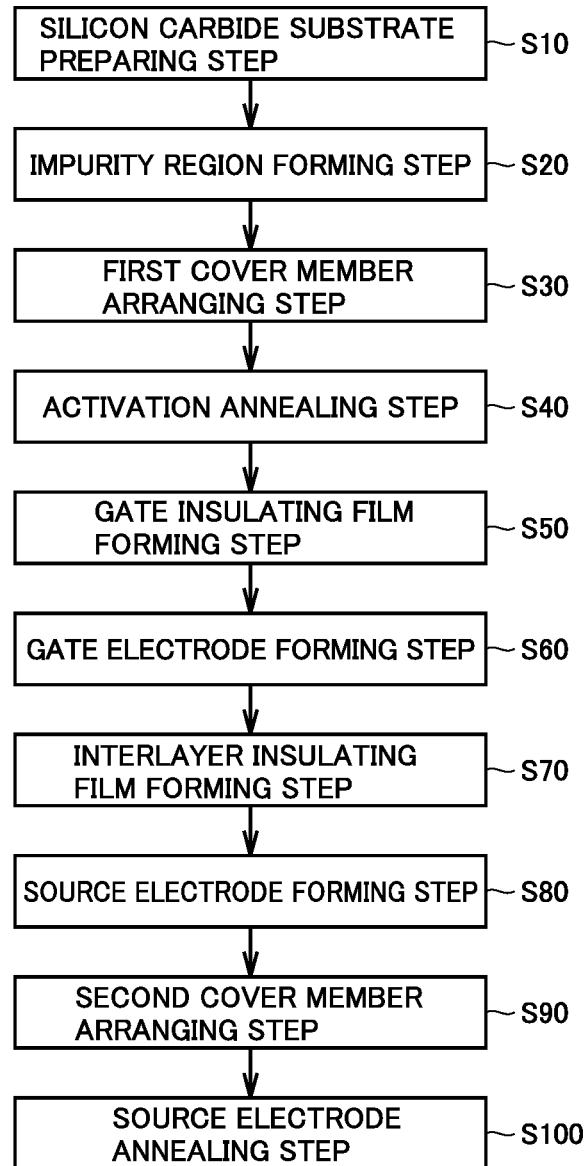 SILICON CARBIDE SUBSTRATE
PREPARING STEP
S10
IMPURITY REGION FORMING STEP
S20
FIRST COVER MEMBER
ARRANGING STEP
S30
ACTIVATION ANNEALING STEP
S40
GATE INSULATING FILM
FORMING STEP
S50
GATE ELECTRODE FORMING STEP
S60
INTERLAYER INSULATING
FILM FORMING STEP
S70
SOURCE ELECTRODE FORMING STEP
S80
SECOND COVER MEMBER
ARRANGING STEP
S90
SOURCE ELECTRODE
ANNEALING STEP
S100